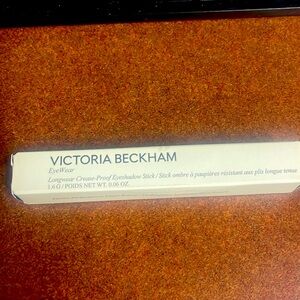 VICTORIA BECKHAM
EyeWear
Longwear Crease-Proof Eyeshadow Stick / Stick ombre à paupières résistant aux plis longue tenue
1.6 G / POIDS NET WT. 0.06 OZ.